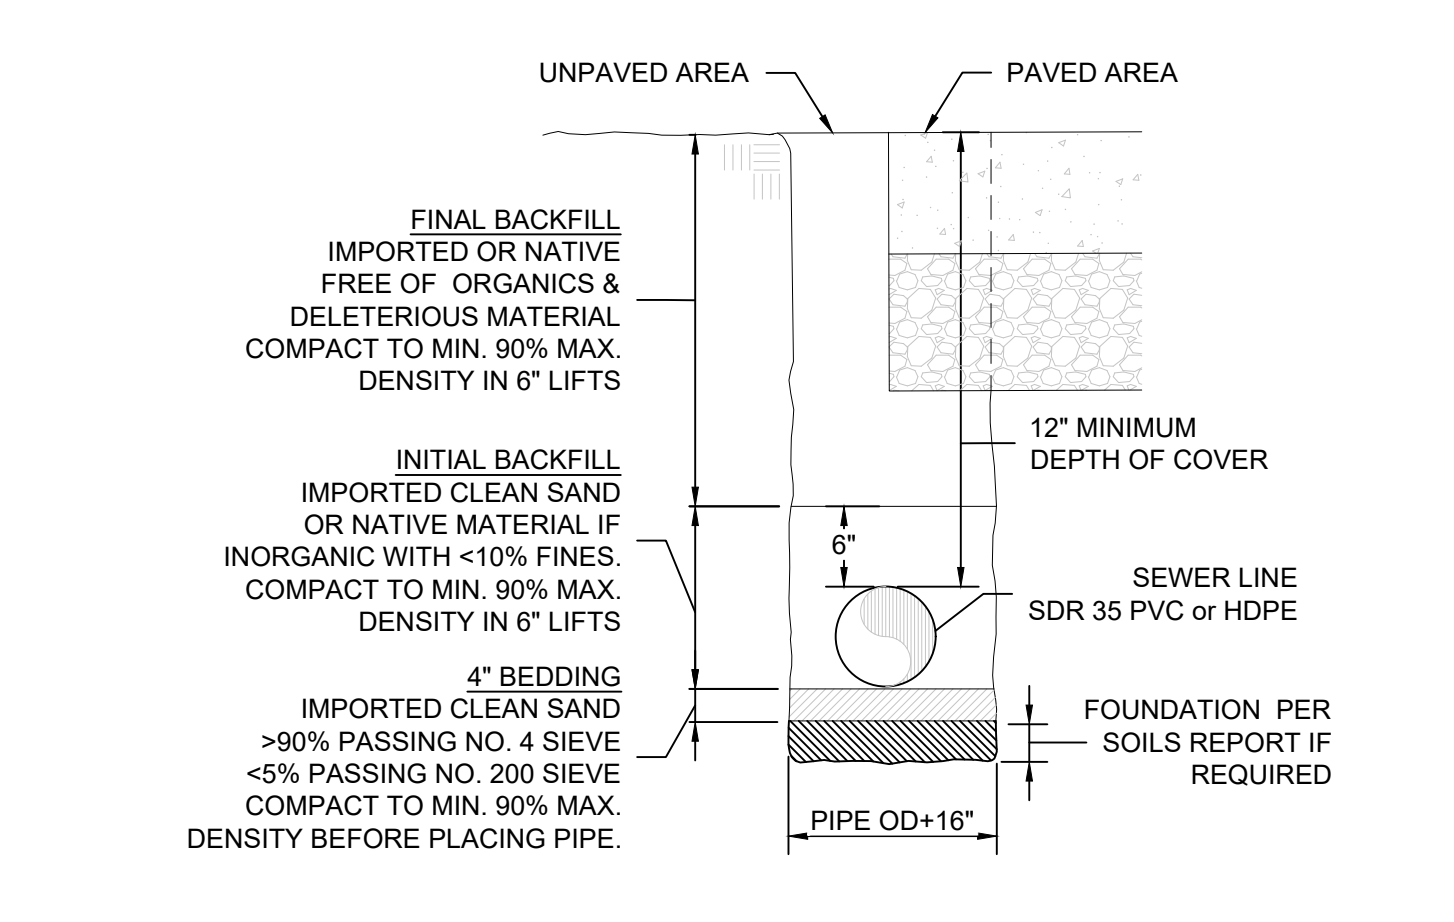 UNPAVED AREA
PAVED AREA
FINAL BACKFILL
IMPORTED OR NATIVE
FREE OF  ORGANICS &
DELETERIOUS MATERIAL
COMPACT TO MIN. 90% MAX.
DENSITY IN 6" LIFTS
12" MINIMUM
DEPTH OF COVER
INITIAL BACKFILL
IMPORTED CLEAN SAND
OR NATIVE MATERIAL IF
INORGANIC WITH <10% FINES.
COMPACT TO MIN. 90% MAX.
DENSITY IN 6" LIFTS
6"
SEWER LINE
SDR 35 PVC or HDPE
4" BEDDING
IMPORTED CLEAN SAND
>90% PASSING NO. 4 SIEVE
<5% PASSING NO. 200 SIEVE
COMPACT TO MIN. 90% MAX.
DENSITY BEFORE PLACING PIPE.
FOUNDATION  PER
SOILS REPORT IF
REQUIRED
PIPE OD+16"